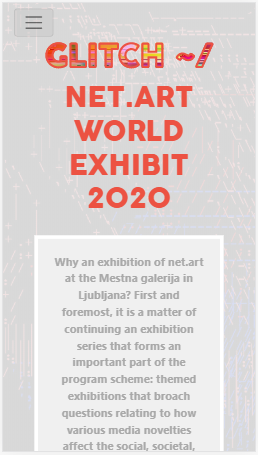 GLITCH ~/
NET.ART
WORLD
EXHIBIT
2020
Why an exhibition of net.art
at the Mestna galerija in
Ljubljana? First and
foremost, it is a matter of
continuing an exhibition
series that forms an
important part of the
program scheme: themed
exhibitions that broach
questions relating to how
various media novelties
affect the social, societal,